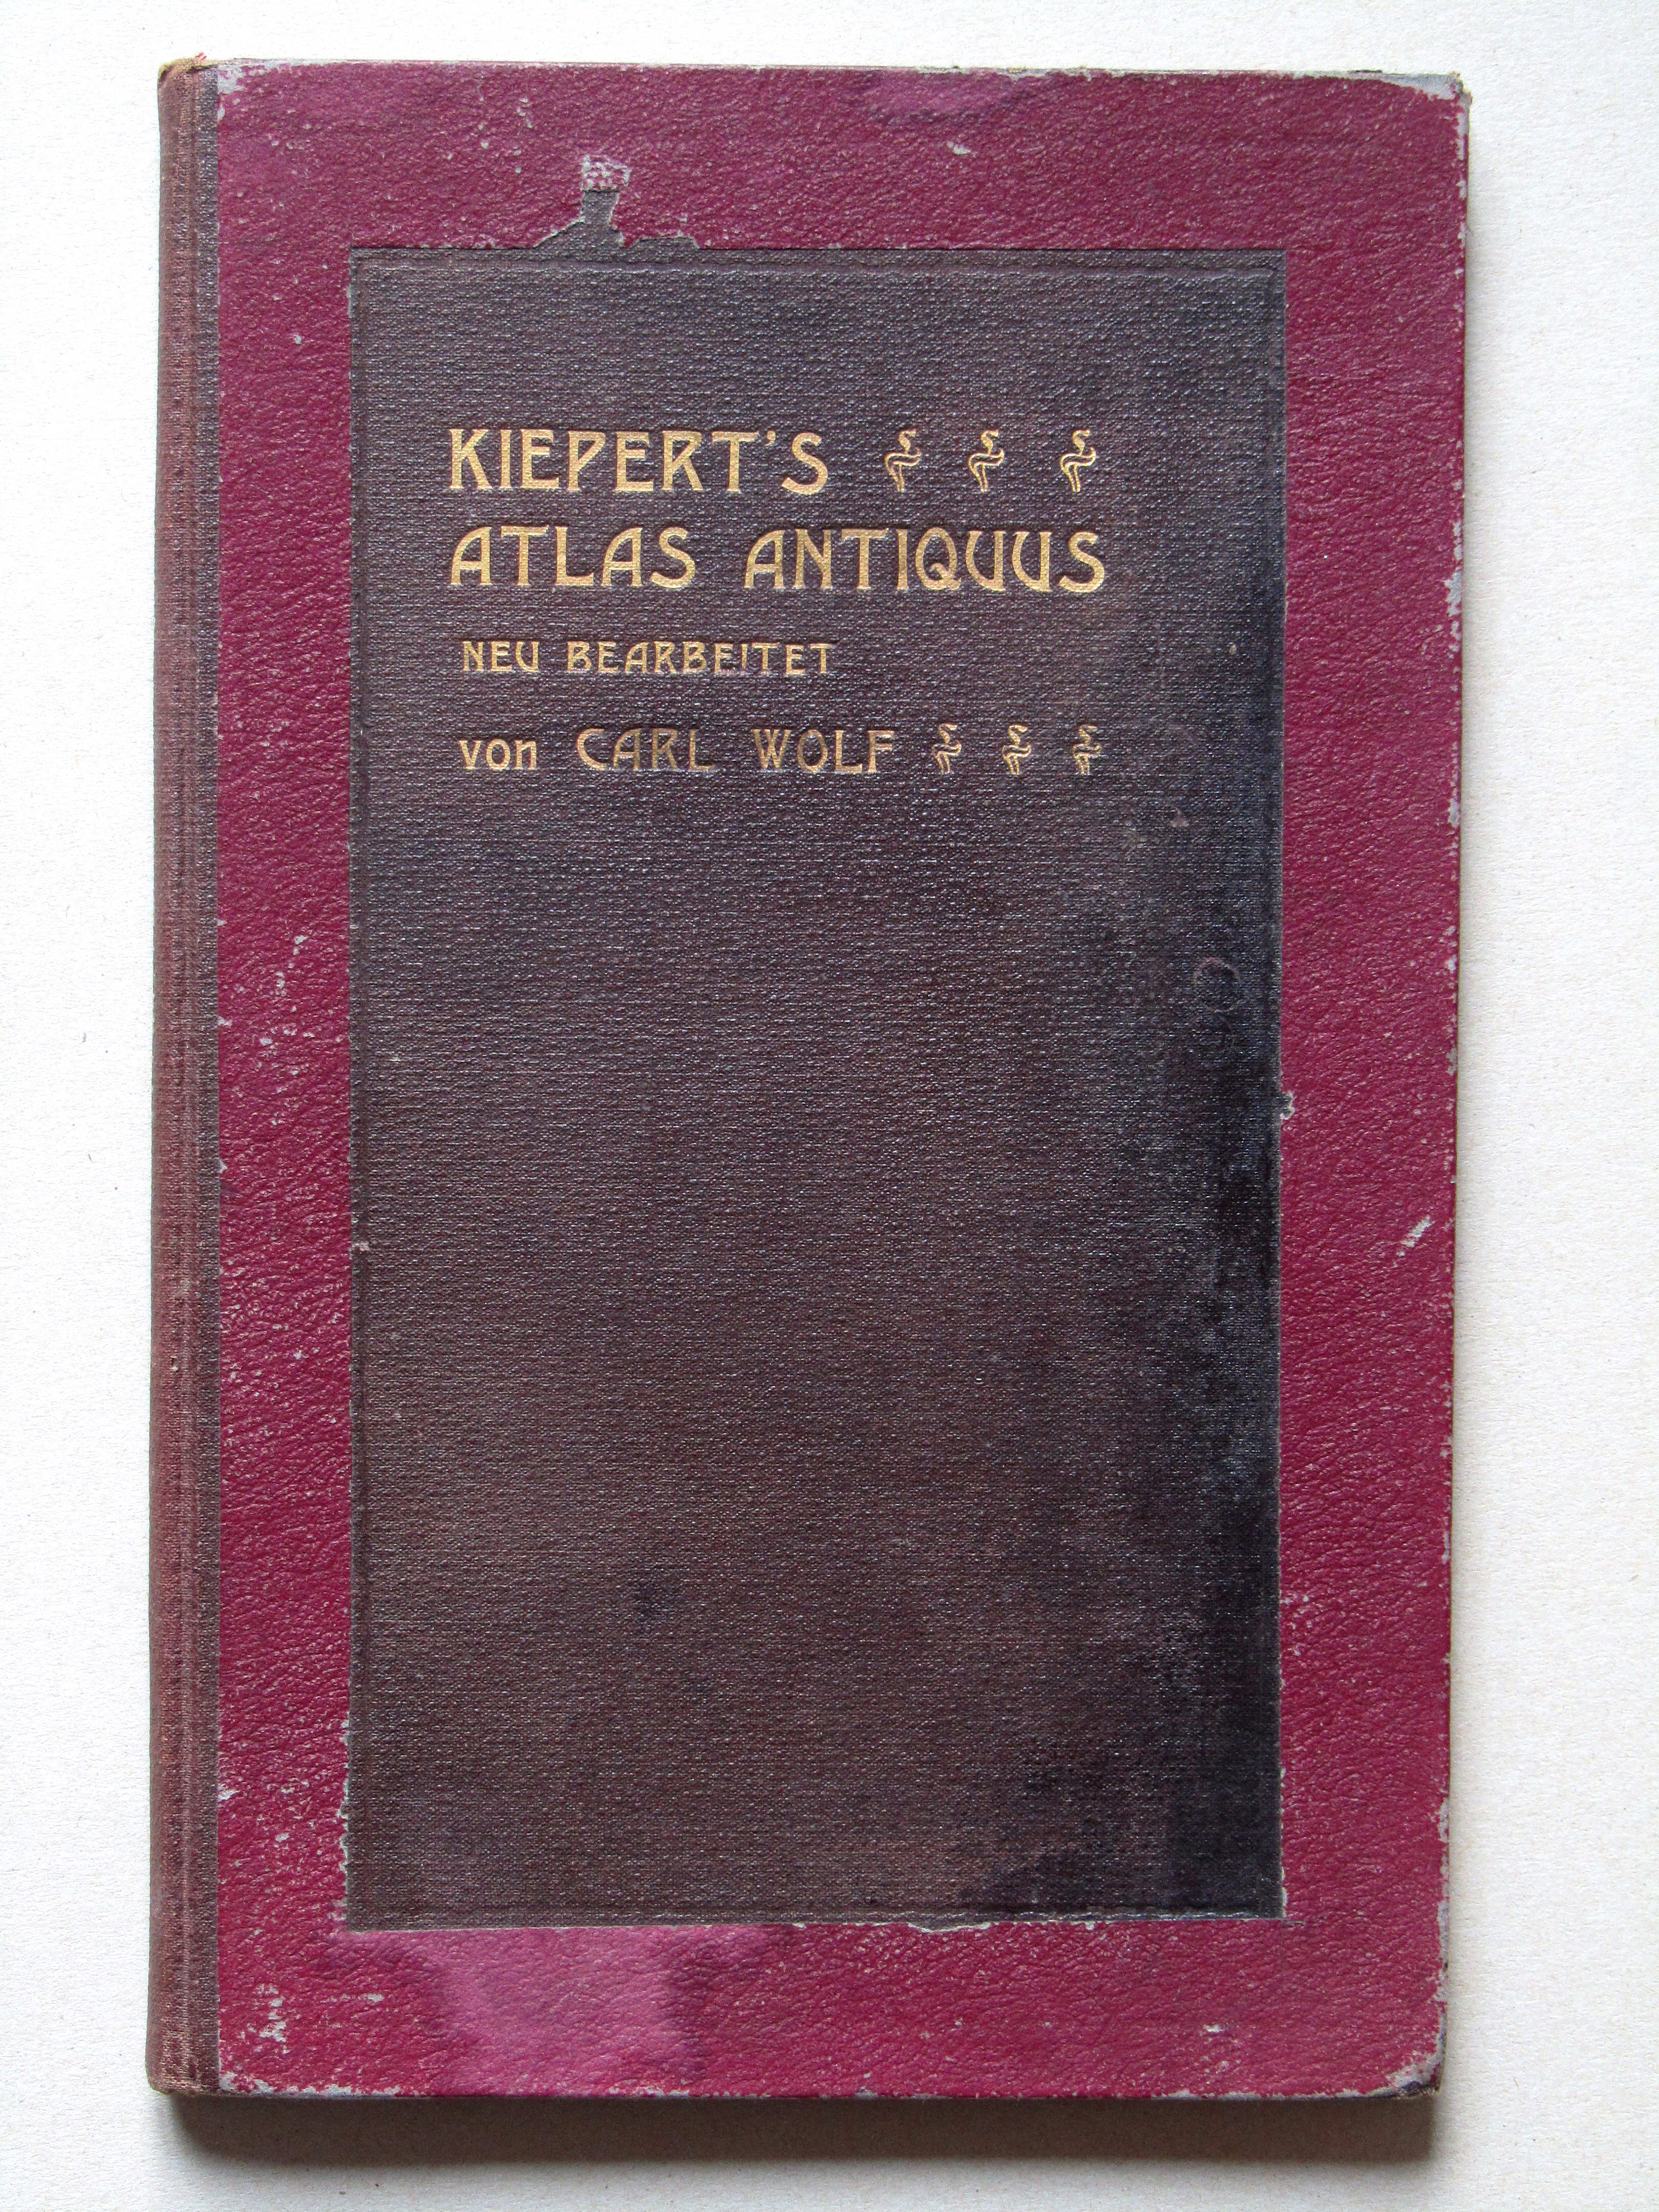 KIEPERT'S
ATLAS ANTIQUUS
NEU BEARBEITET
von CARL WOLF